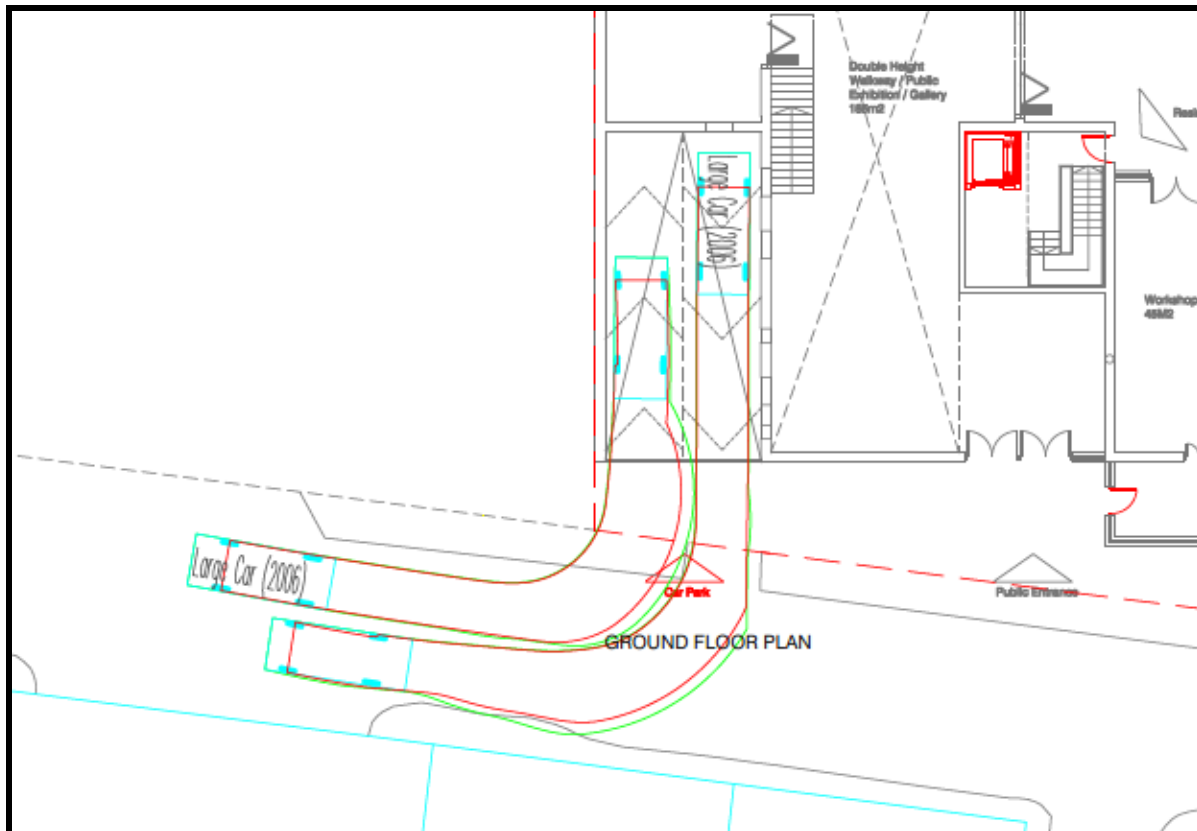 Double Height
Walkway / Public
Exhibition / Gallery
Large Car (2006)
Workshop
Large Car (2006)
Car Park
Public Entrance
GROUND FLOOR PLAN